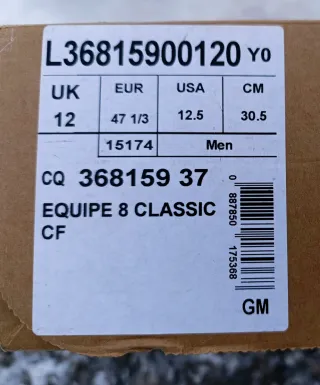 L36815900120 Y0
UK EUR USA CM
12 47 1/3 12.5 30.5
15174 Men
CQ 368159 37
EQUIPE 8 CLASSIC
CF
0 887850 175368
GM